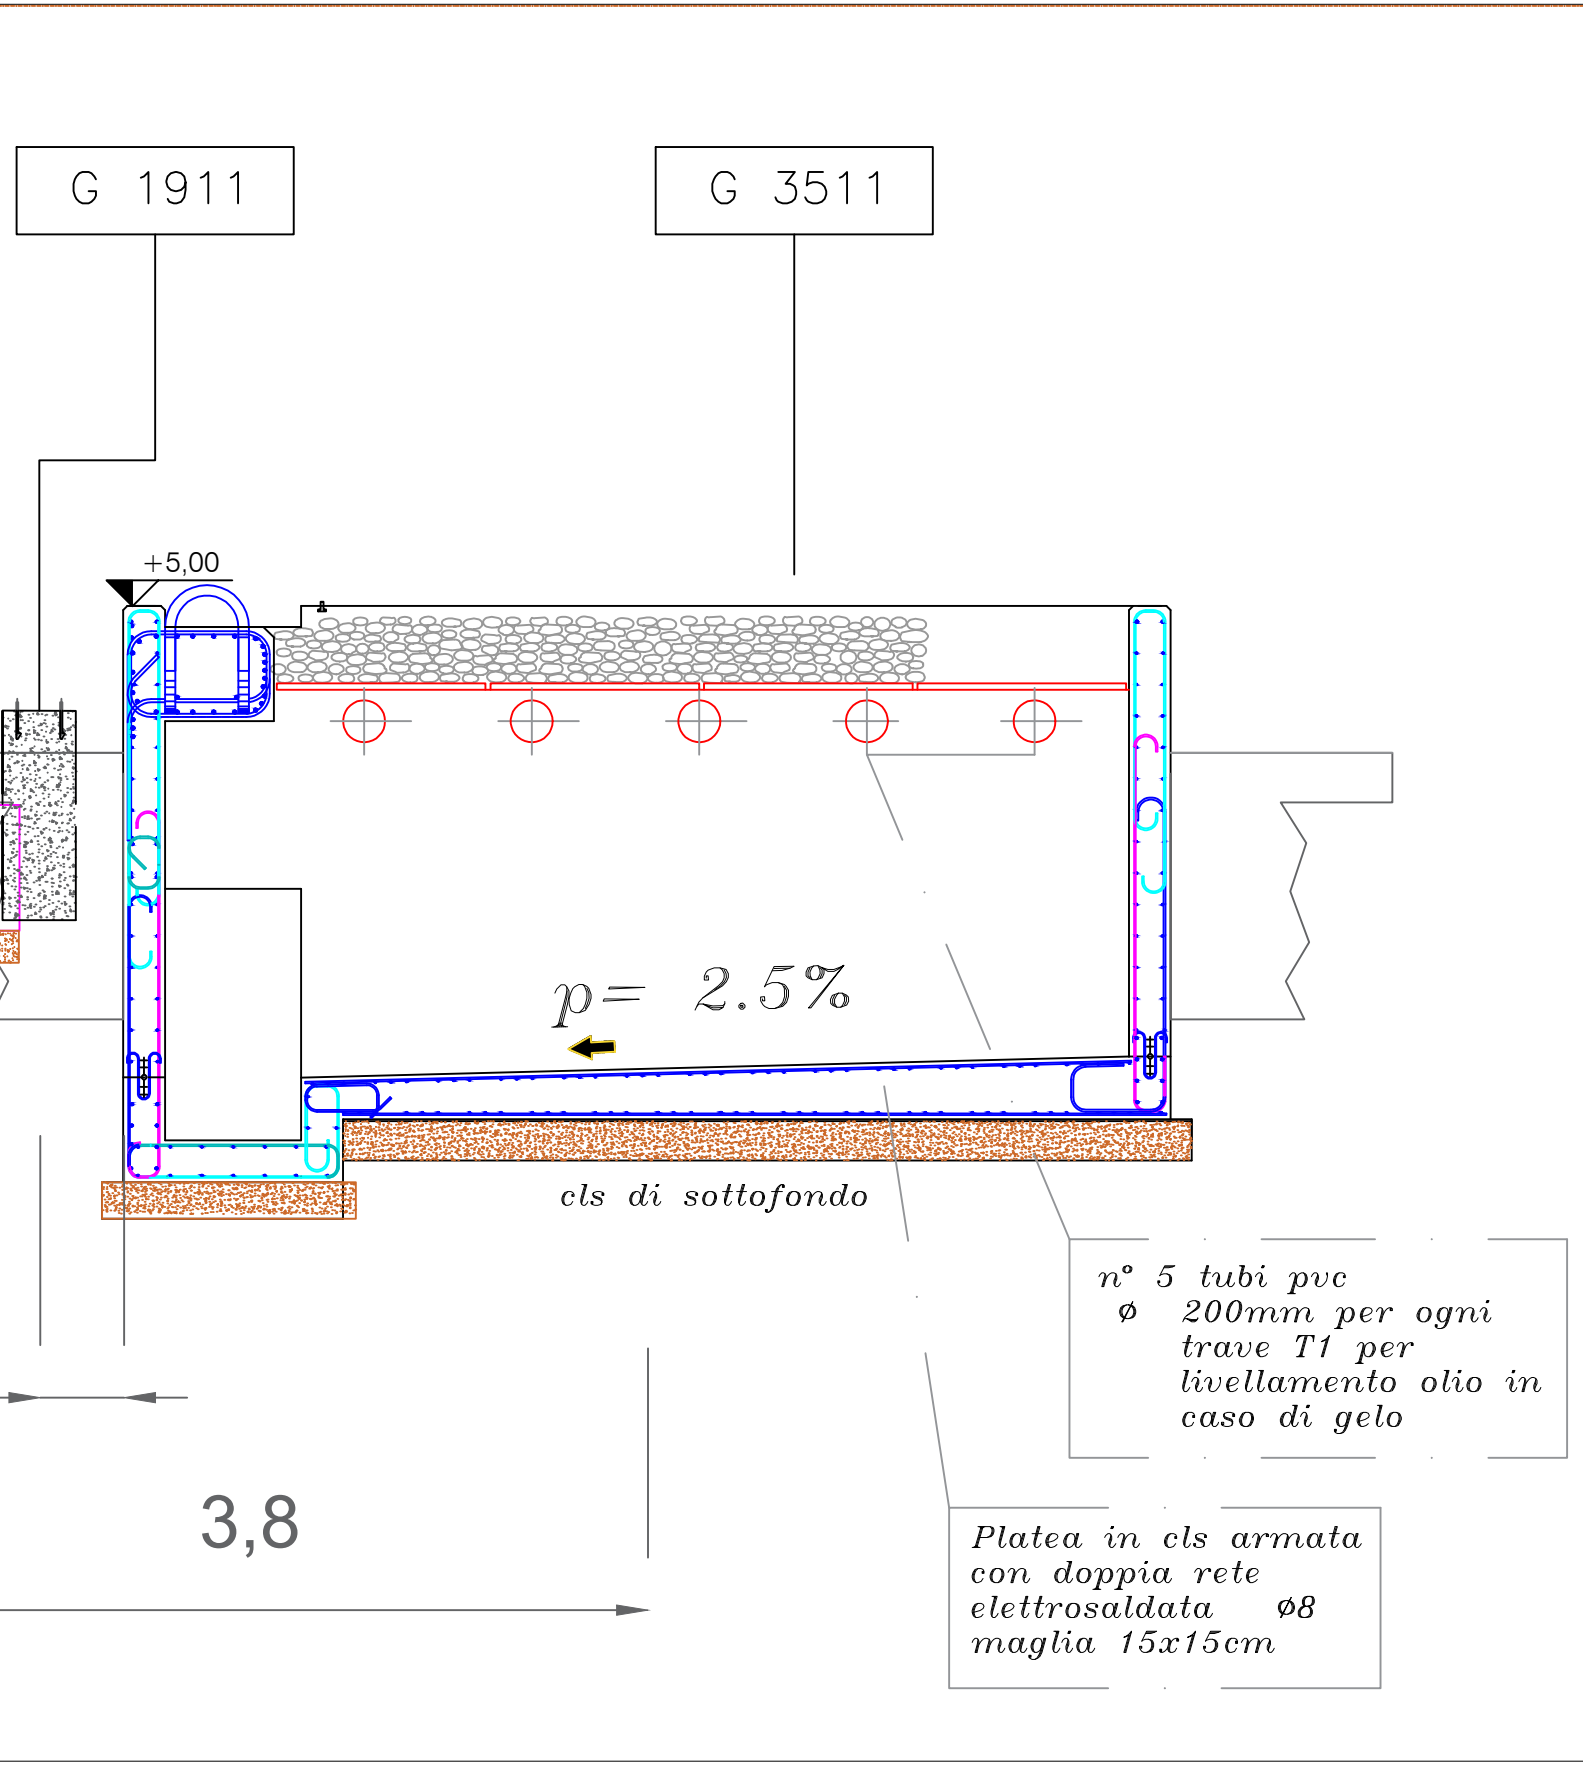 G 1911
G 3511
+5,00
p= 2.5%
cls di sottofondo
n° 5 tubi pvc
ø 200mm per ogni
trave T1 per
livellamento olio in
caso di gelo
3,8
Platea in cls armata
con doppia rete
elettrosaldata ø8
maglia 15x15cm